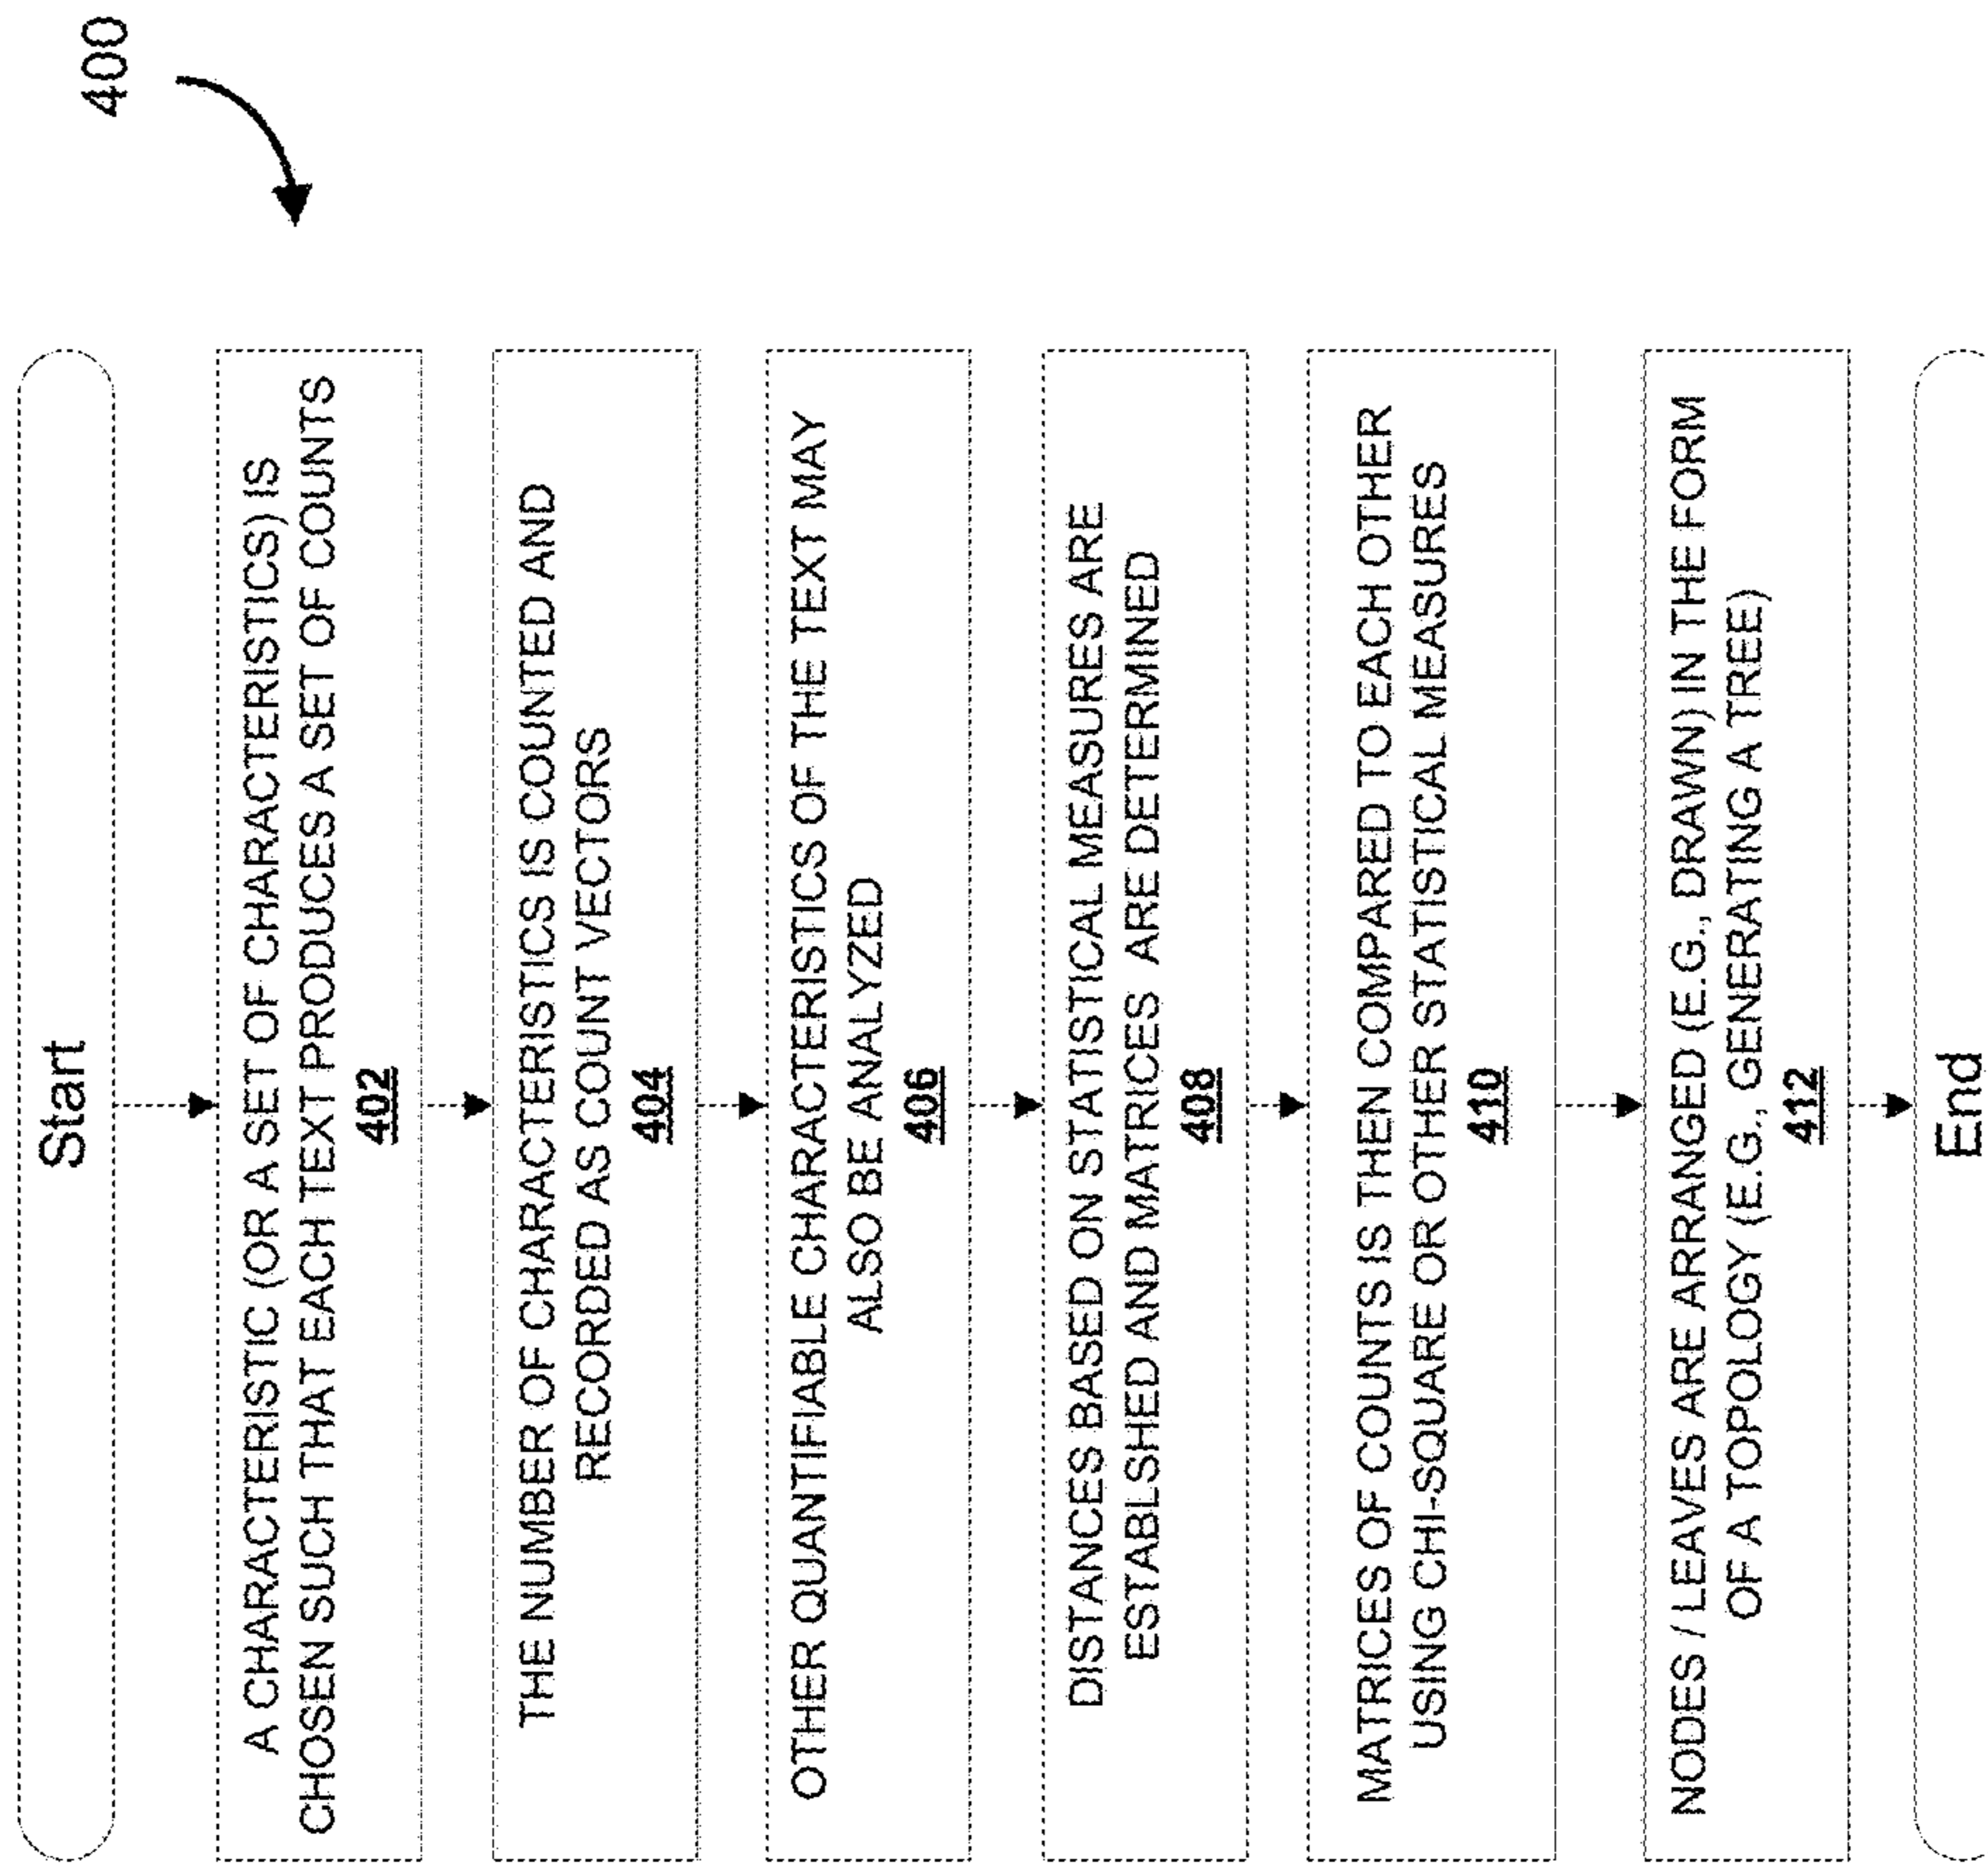 400
Start
A CHARACTERISTIC (OR A SET OF CHARACTERISTICS) IS
CHOSEN SUCH THAT EACH TEXT PRODUCES A SET OF COUNTS
402
THE NUMBER OF CHARACTERISTICS IS COUNTED AND
RECORDED AS COUNT VECTORS
404
OTHER QUANTIFIABLE CHARACTERISTICS OF THE TEXT MAY
ALSO BE ANALYZED
406
DISTANCES BASED ON STATISTICAL MEASURES ARE
ESTABLSHED AND MATRICES ARE DETERMINED
408
MATRICES OF COUNTS IS THEN COMPARED TO EACH OTHER
USING CHI-SQUARE OR OTHER STATISTICAL MEASURES
410
NODES / LEAVES ARE ARRANGED (E.G., DRAWN) IN THE FORM
OF A TOPOLOGY (E.G., GENERATING A TREE)
412
End